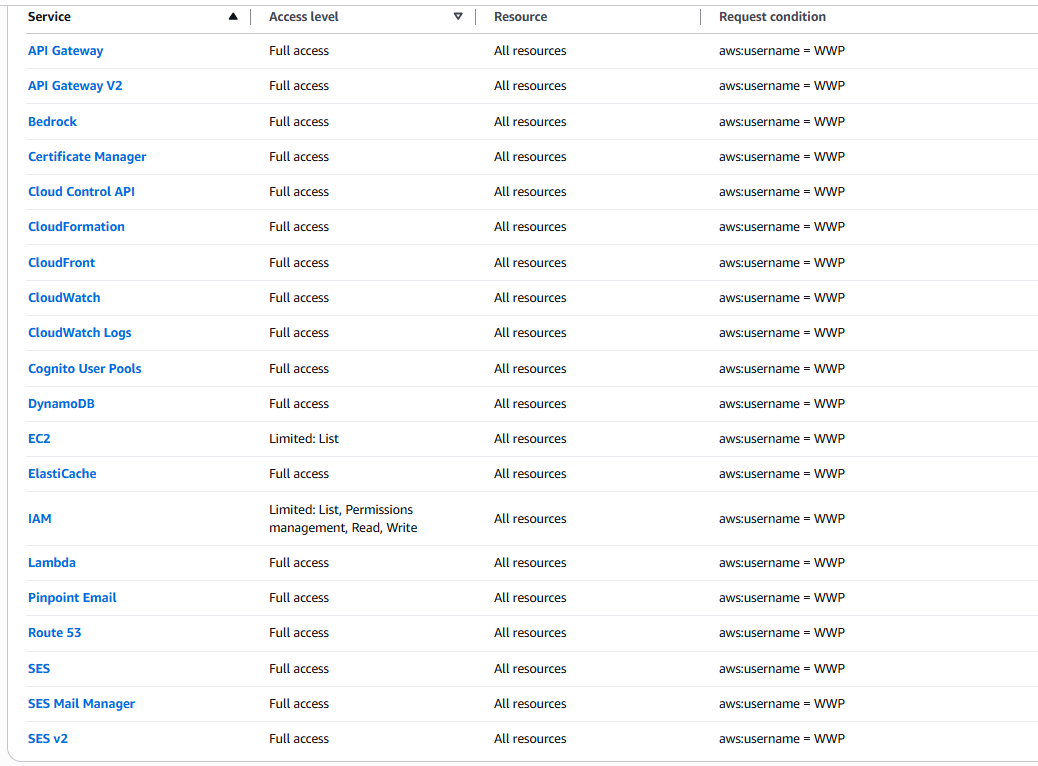 Service Access level Resource Request condition
API Gateway Full access All resources aws:username = WWP
API Gateway V2 Full access All resources aws:username = WWP
Bedrock Full access All resources aws:username = WWP
Certificate Manager Full access All resources aws:username = WWP
Cloud Control API Full access All resources aws:username = WWP
CloudFormation Full access All resources aws:username = WWP
CloudFront Full access All resources aws:username = WWP
CloudWatch Full access All resources aws:username = WWP
CloudWatch Logs Full access All resources aws:username = WWP
Cognito User Pools Full access All resources aws:username = WWP
DynamoDB Full access All resources aws:username = WWP
EC2 Limited: List All resources aws:username = WWP
ElastiCache Full access All resources aws:username = WWP
IAM Limited: List, Permissions management, Read, Write All resources aws:username = WWP
Lambda Full access All resources aws:username = WWP
Pinpoint Email Full access All resources aws:username = WWP
Route 53 Full access All resources aws:username = WWP
SES Full access All resources aws:username = WWP
SES Mail Manager Full access All resources aws:username = WWP
SES v2 Full access All resources aws:username = WWP